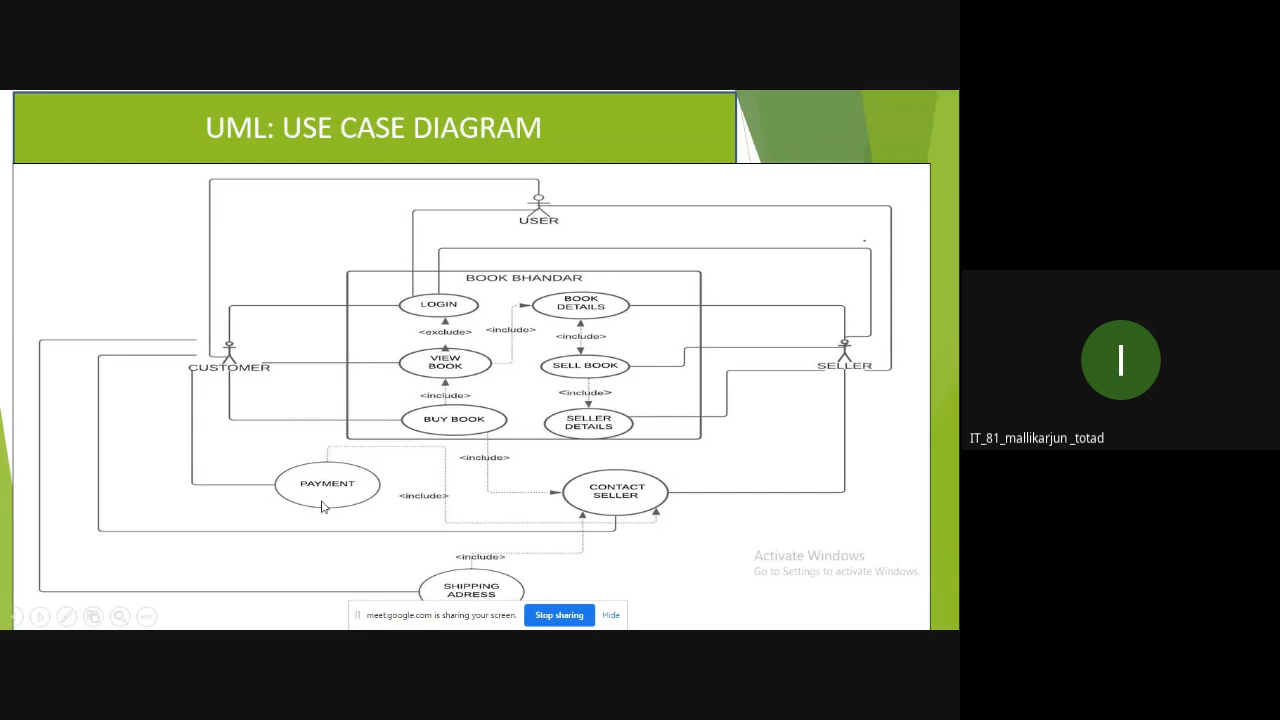 UML: USE CASE DIAGRAM
USER
BOOK BHANDAR
LOGIN
BOOK
DETAILS
<exclude>
<include>
<include>
VIEW
BOOK
SELL BOOK
CUSTOMER
SELLER
<include>
<include>
BUY BOOK
SELLER
DETAILS
<include>
PAYMENT
CONTACT
SELLER
<include>
<include>
SHIPPING
ADRESS
Activate Windows
Go to Settings to activate Windows.
meet.google.com is sharing your screen.
Stop sharing
Hide
I
IT_81_mallikarjun _totad